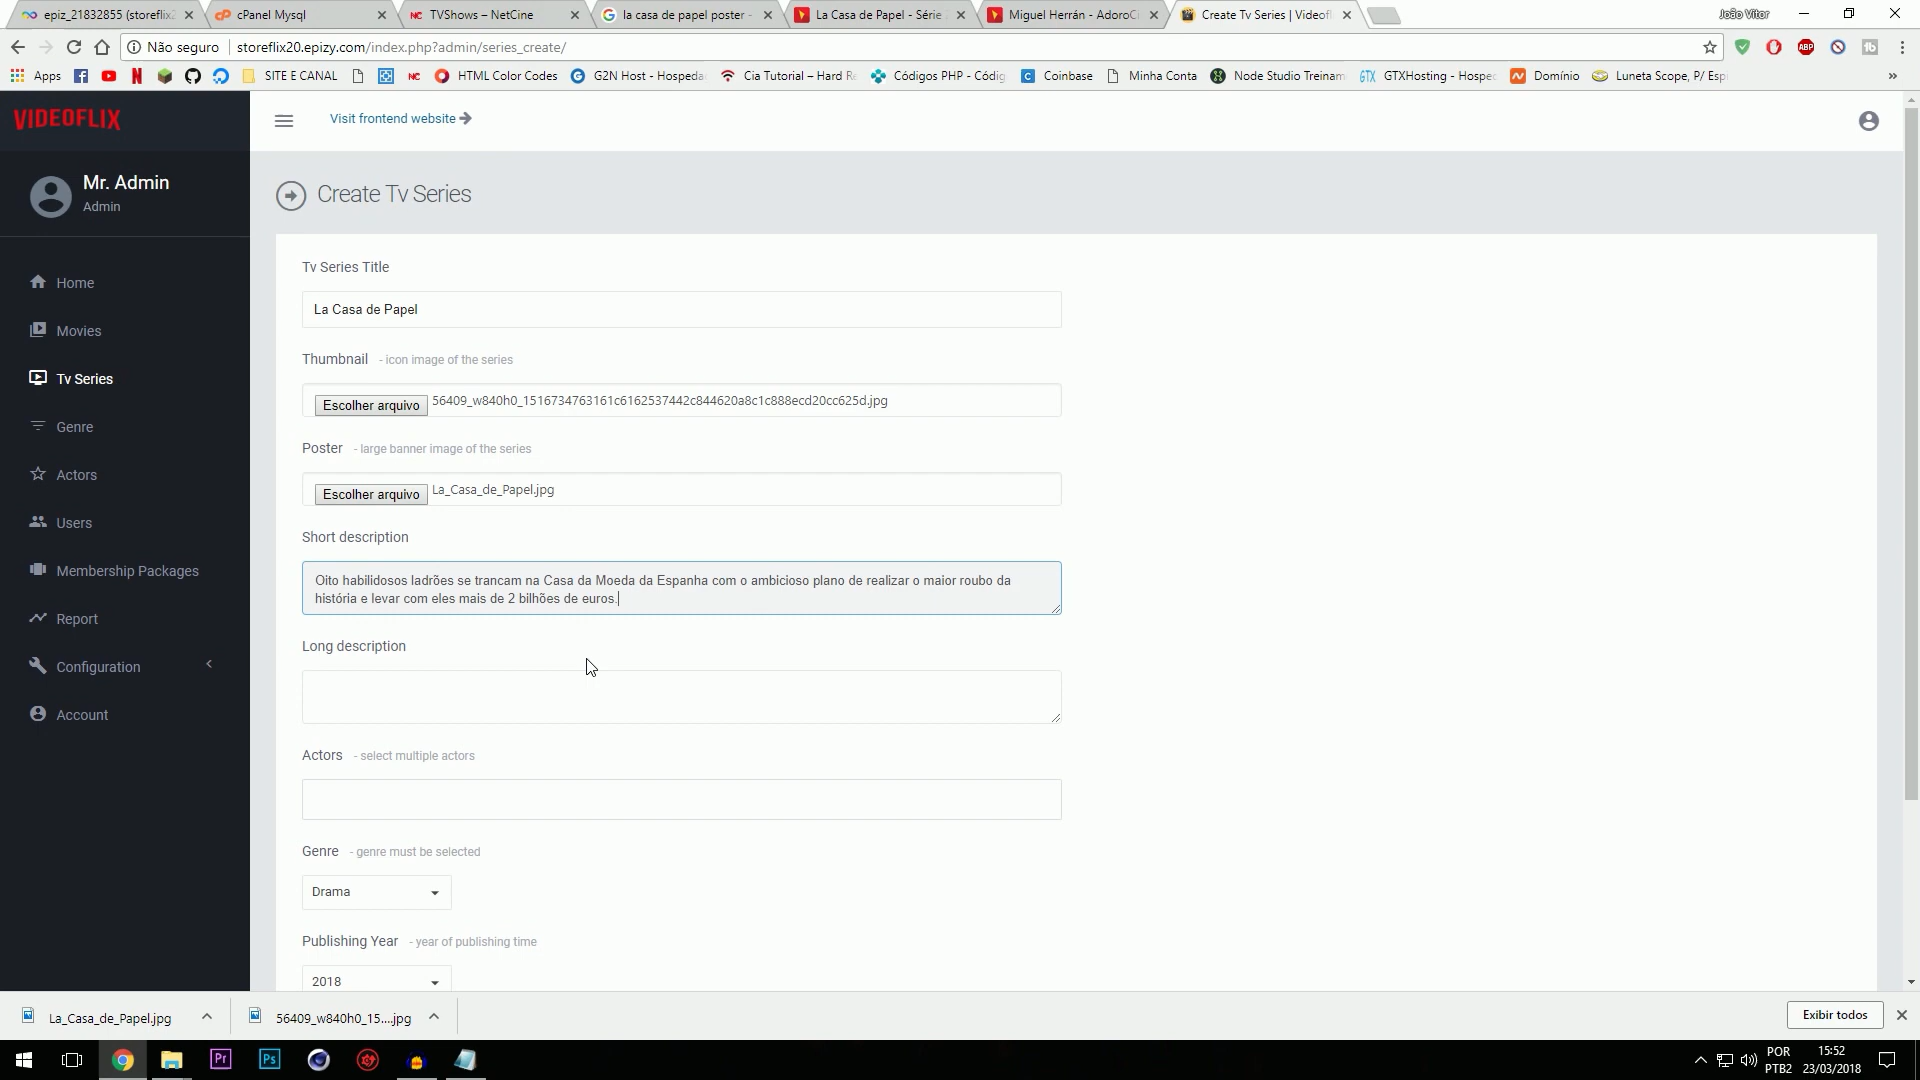 epiz_21832855 (storeflix2
cPanel Mysql
TVShows – NetCine
la casa de papel poster -
La Casa de Papel - Série
Miguel Herrán - AdoroCi
Create Tv Series | Videofl
João Vitor
Não seguro
storeflix20.epizy.com/index.php?admin/series_create/
Apps
SITE E CANAL
HTML Color Codes
G2N Host - Hospeda
Cia Tutorial – Hard Re
Códigos PHP - Códig
Coinbase
Minha Conta
Node Studio Treinam
GTXHosting - Hospec
Domínio
Luneta Scope, P/ Esp
VIDEOFLIX
Visit frontend website
Mr. Admin
Admin
Create Tv Series
Home
Movies
Tv Series
Genre
Actors
Users
Membership Packages
Report
Configuration
Account
Tv Series Title
La Casa de Papel
Thumbnail - icon image of the series
Escolher arquivo 56409_w840h0_1516734763161c6162537442c844620a8c1c888ecd20cc625d.jpg
Poster - large banner image of the series
Escolher arquivo La_Casa_de_Papel.jpg
Short description
Oito habilidosos ladrões se trancam na Casa da Moeda da Espanha com o ambicioso plano de realizar o maior roubo da
história e levar com eles mais de 2 bilhões de euros.
Long description
Actors - select multiple actors
Genre - genre must be selected
Drama
Publishing Year - year of publishing time
2018
La_Casa_de_Papel.jpg
56409_w840h0_15....jpg
Exibir todos
Pr
Ps
POR
PTB2
15:52
23/03/2018